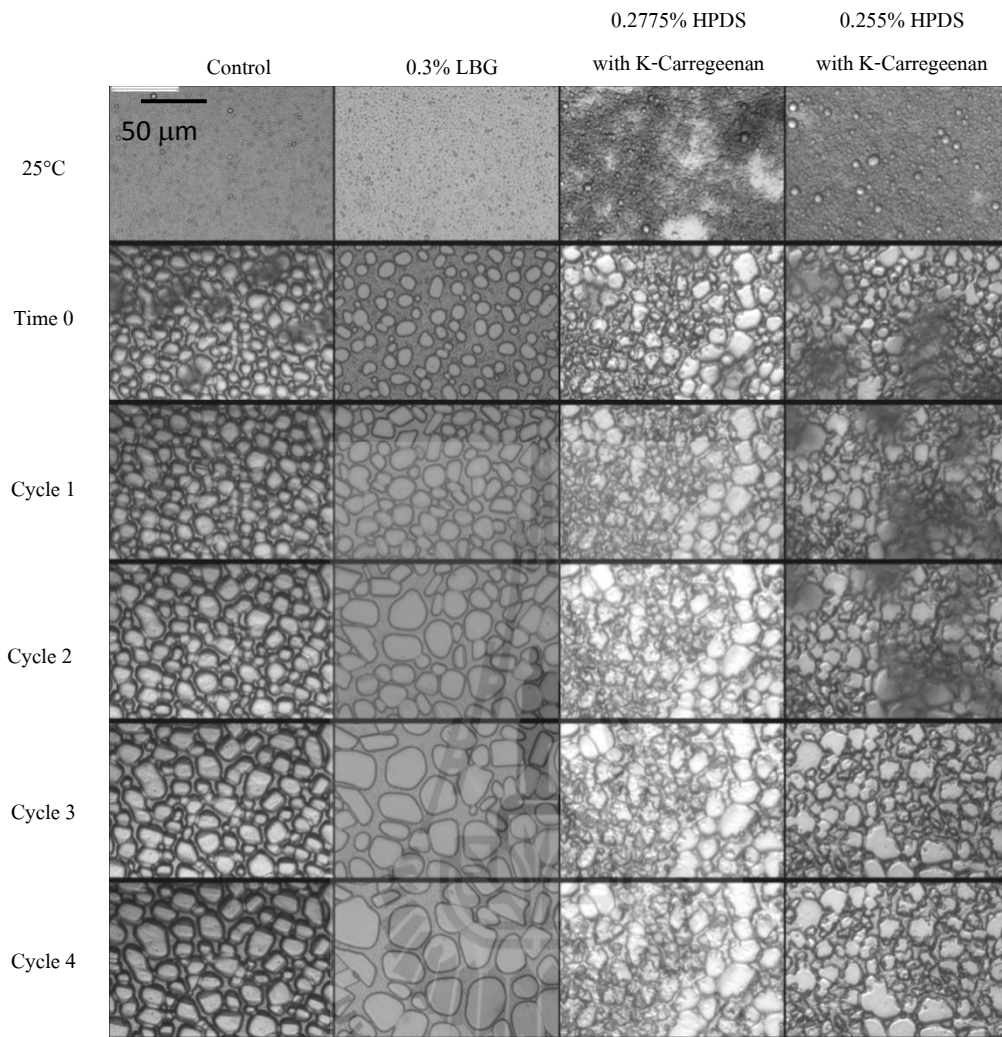 0.2775% HPDS
with K-Carregeenan
0.255% HPDS
with K-Carregeenan
Control
0.3% LBG
50 μm
25°C
Time 0
Cycle 1
Cycle 2
Cycle 3
Cycle 4